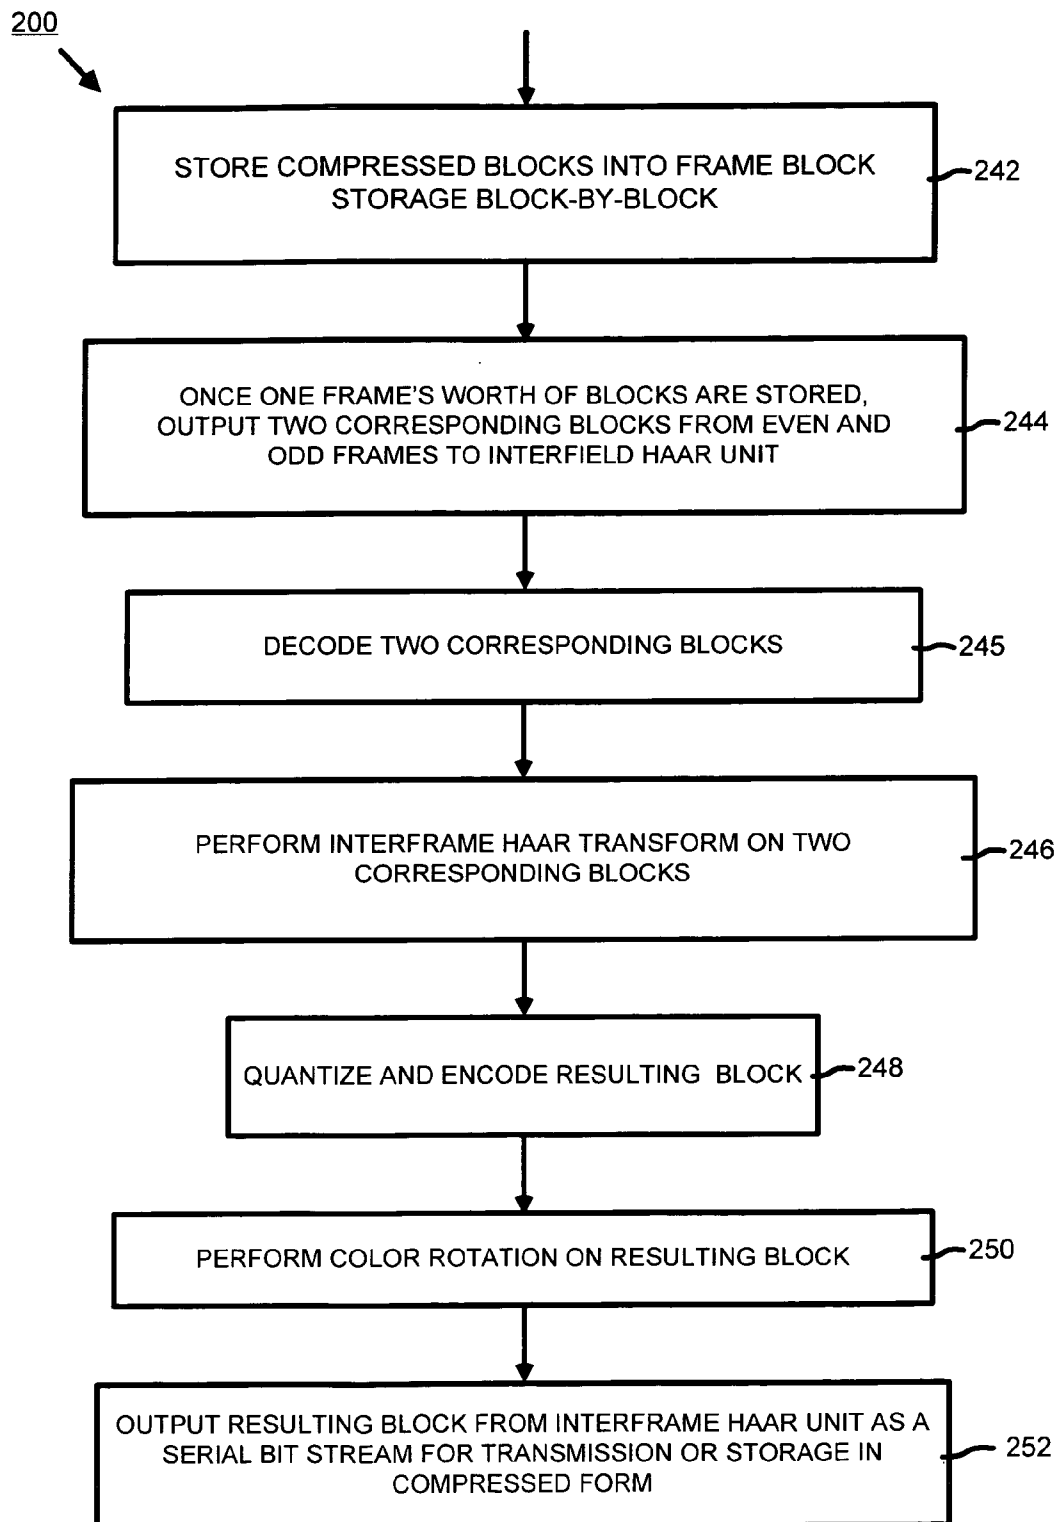 200
STORE COMPRESSED BLOCKS INTO FRAME BLOCK
STORAGE BLOCK-BY-BLOCK
242
ONCE ONE FRAME'S WORTH OF BLOCKS ARE STORED,
OUTPUT TWO CORRESPONDING BLOCKS FROM EVEN AND
ODD FRAMES TO INTERFIELD HAAR UNIT
244
DECODE TWO CORRESPONDING BLOCKS
245
PERFORM INTERFRAME HAAR TRANSFORM ON TWO
CORRESPONDING BLOCKS
246
QUANTIZE AND ENCODE RESULTING BLOCK
248
PERFORM COLOR ROTATION ON RESULTING BLOCK
250
OUTPUT RESULTING BLOCK FROM INTERFRAME HAAR UNIT AS A
SERIAL BIT STREAM FOR TRANSMISSION OR STORAGE IN
COMPRESSED FORM
252